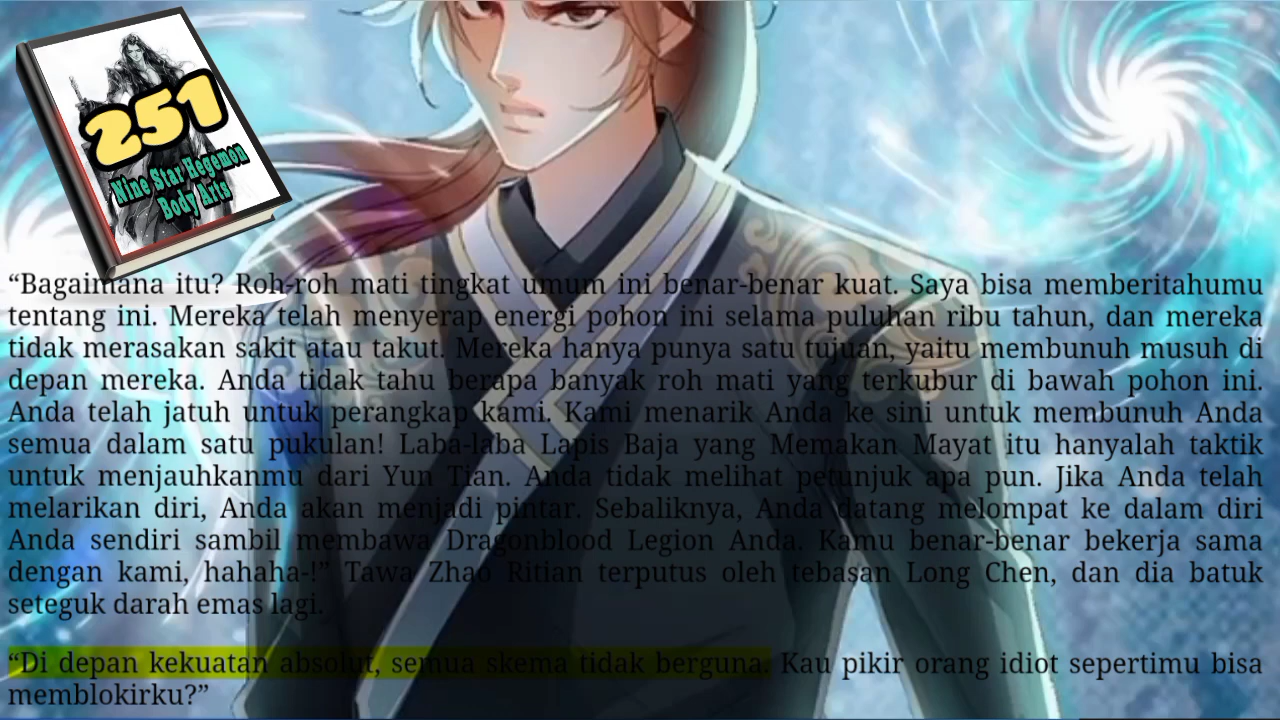 251
Nine Star Hegemon
Body Arts
“Bagaimana itu? Roh-roh mati tingkat umum ini benar-benar kuat. Saya bisa memberitahumu
tentang ini. Mereka telah menyerap energi pohon ini selama puluhan ribu tahun, dan mereka
tidak merasakan sakit atau takut. Mereka hanya punya satu tujuan, yaitu membunuh musuh di
depan mereka. Anda tidak tahu berapa banyak roh mati yang terkubur di bawah pohon ini.
Anda telah jatuh untuk perangkap kami. Kami menarik Anda ke sini untuk membunuh Anda
semua dalam satu pukulan! Laba-laba Lapis Baja yang Memakan Mayat itu hanyalah taktik
untuk menjauhkanmu dari Yun Tian. Anda tidak melihat petunjuk apa pun. Jika Anda telah
melarikan diri, Anda akan menjadi pintar. Sebaliknya, Anda datang melompat ke dalam diri
Anda sendiri sambil membawa Dragonblood Legion Anda. Kamu benar-benar bekerja sama
dengan kami, hahaha-!” Tawa Zhao Ritian terputus oleh tebasan Long Chen, dan dia batuk
seteguk darah emas lagi.
“Di depan kekuatan absolut, semua skema tidak berguna. Kau pikir orang idiot sepertimu bisa
memblokirku?”